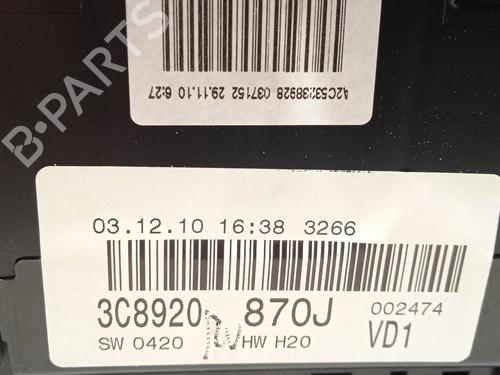 B-PARTS
A2C53238928 037152 29.11.10 6:27
03.12.10 16:38 3266
3C8920 870J 002474
SW 0420 HW H20 VD1